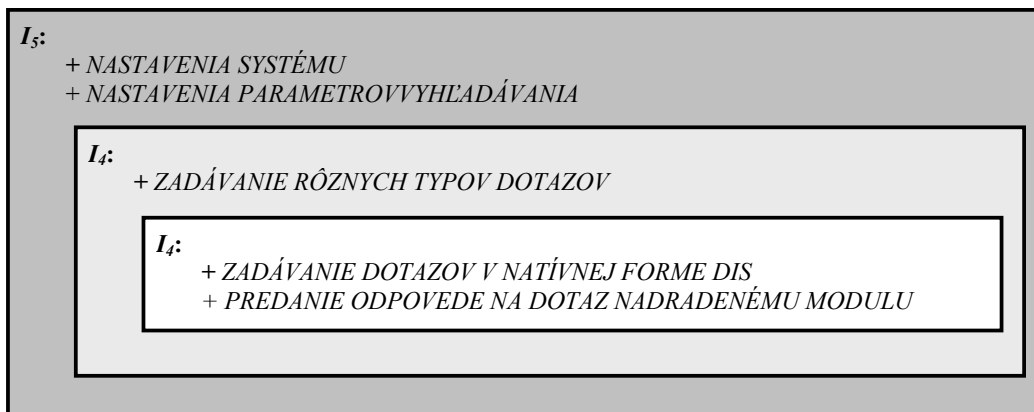 I5:
+ NASTAVENIA SYSTÉMU
+ NASTAVENIA PARAMETROVVYHĽADÁVANIA
I4:
+ ZADÁVANIE RÔZNYCH TYPOV DOTAZOV
I4:
+ ZADÁVANIE DOTAZOV V NATÍVNEJ FORME DIS
+ PREDANIE ODPOVEDE NA DOTAZ NADRADENÉMU MODULU